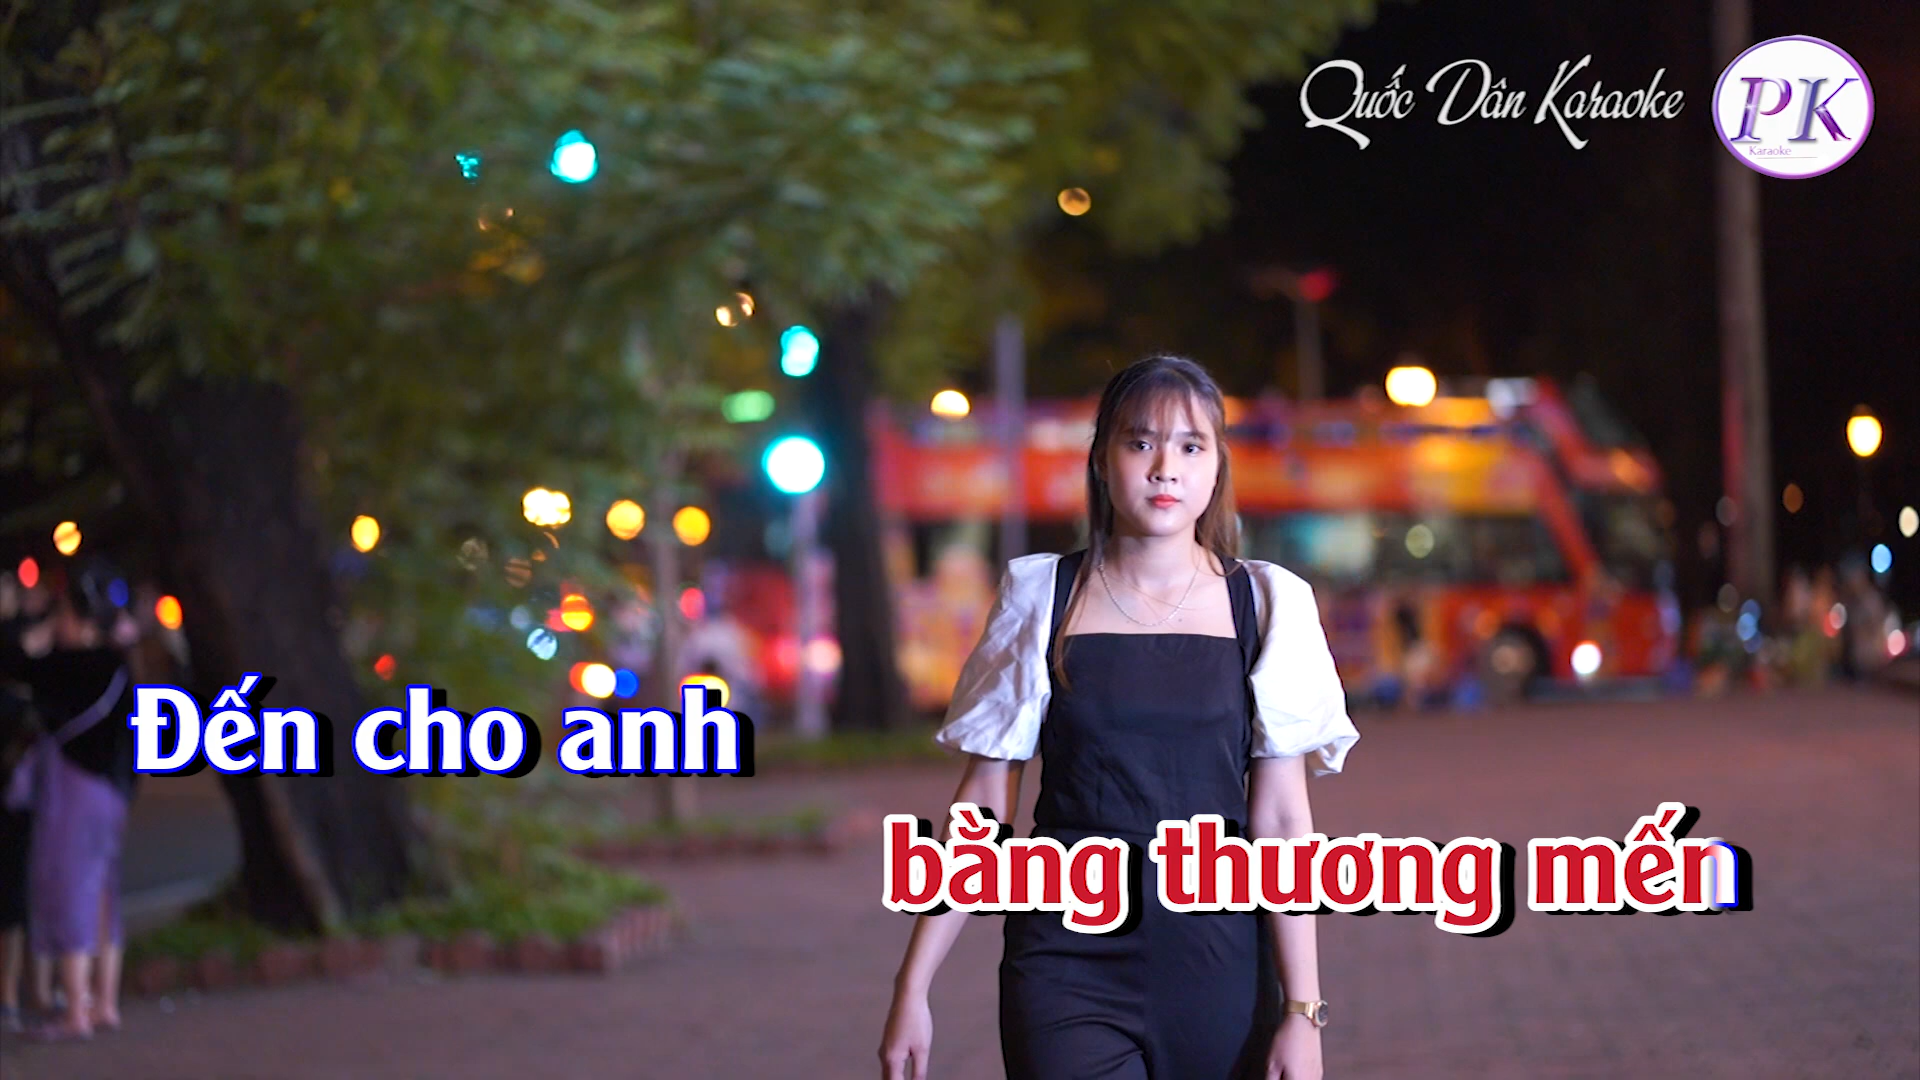 Quốc Dân Karaoke
PK
Karaoke
Đến cho anh
bằng thương mến